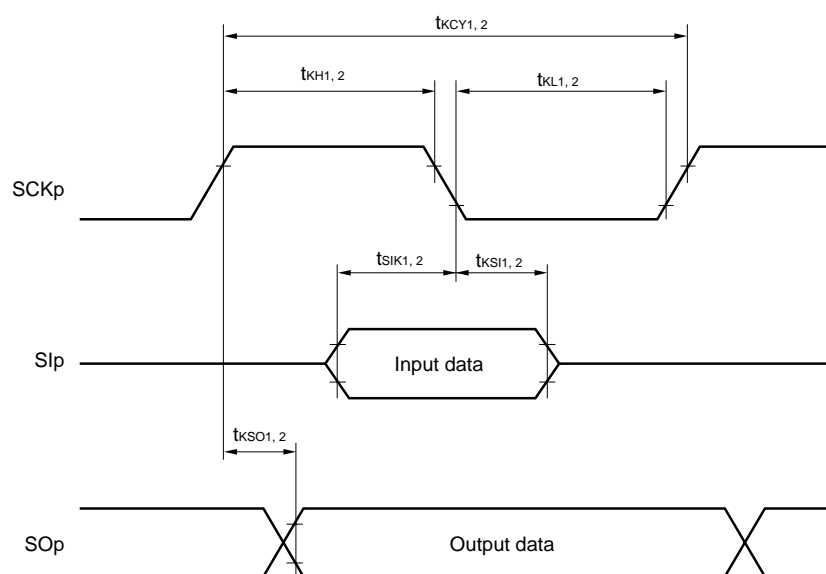 tKCY1, 2
tKH1, 2
tKL1, 2
SCKp
tSIK1, 2
tKSI1, 2
SIp
Input data
tKSO1, 2
SOp
Output data